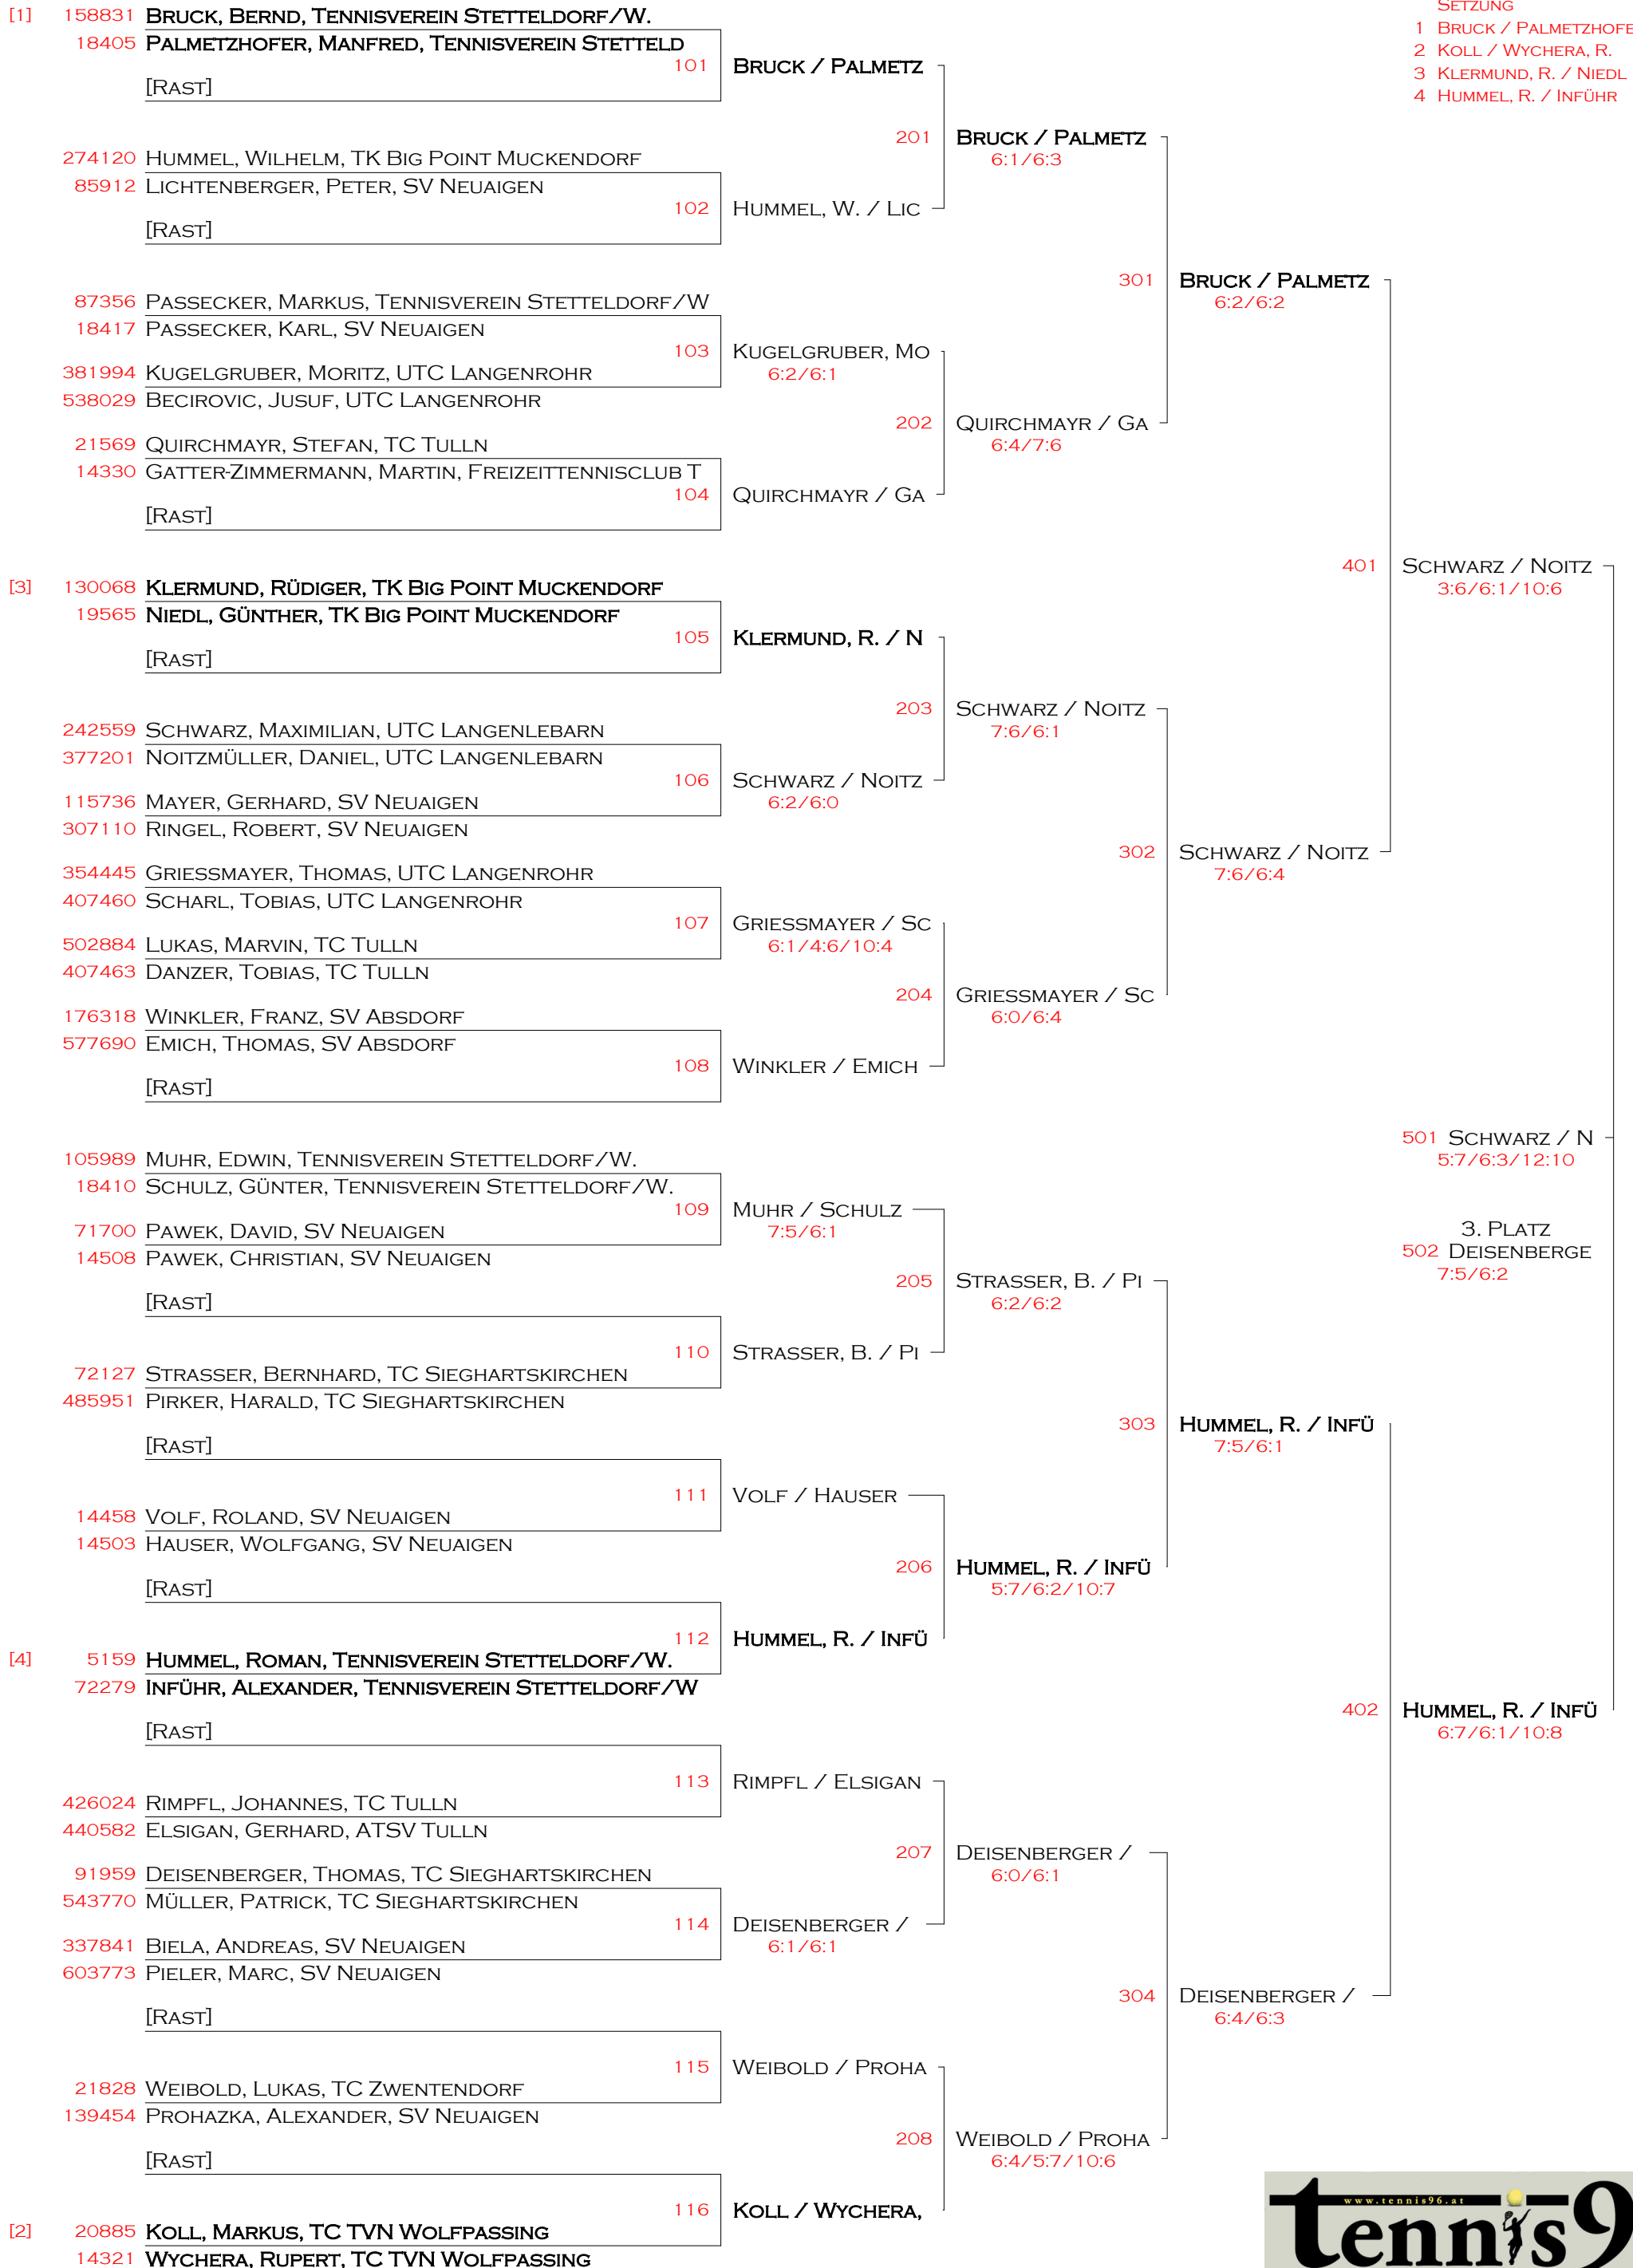 SETZUNG
1 BRUCK / PALMETZHOFE
2 KOLL / WYCHERA, R.
3 KLERMUND, R. / NIEDL
4 HUMMEL, R. / INFÜHR
[1] 158831 BRUCK, BERND, TENNISVEREIN STETTELDORF/W.
18405 PALMETZHOFER, MANFRED, TENNISVEREIN STETTELD
101 BRUCK / PALMETZ
[RAST]
201 BRUCK / PALMETZ
6:1/6:3
274120 HUMMEL, WILHELM, TK BIG POINT MUCKENDORF
85912 LICHTENBERGER, PETER, SV NEUAIGEN
102 HUMMEL, W. / LIC
[RAST]
301 BRUCK / PALMETZ
6:2/6:2
87356 PASSECKER, MARKUS, TENNISVEREIN STETTELDORF/W
18417 PASSECKER, KARL, SV NEUAIGEN
103 KUGELGRUBER, MO
6:2/6:1
381994 KUGELGRUBER, MORITZ, UTC LANGENROHR
538029 BECIROVIC, JUSUF, UTC LANGENROHR
202 QUIRCHMAYR / GA
6:4/7:6
21569 QUIRCHMAYR, STEFAN, TC TULLN
14330 GATTER-ZIMMERMANN, MARTIN, FREIZEITTENNISCLUB T
104 QUIRCHMAYR / GA
[RAST]
401 SCHWARZ / NOITZ
3:6/6:1/10:6
[3] 130068 KLERMUND, RÜDIGER, TK BIG POINT MUCKENDORF
19565 NIEDL, GÜNTHER, TK BIG POINT MUCKENDORF
105 KLERMUND, R. / N
[RAST]
203 SCHWARZ / NOITZ
7:6/6:1
242559 SCHWARZ, MAXIMILIAN, UTC LANGENLEBARN
377201 NOITZMÜLLER, DANIEL, UTC LANGENLEBARN
106 SCHWARZ / NOITZ
6:2/6:0
115736 MAYER, GERHARD, SV NEUAIGEN
307110 RINGEL, ROBERT, SV NEUAIGEN
302 SCHWARZ / NOITZ
7:6/6:4
354445 GRIESSMAYER, THOMAS, UTC LANGENROHR
407460 SCHARL, TOBIAS, UTC LANGENROHR
107 GRIESSMAYER / SC
6:1/4:6/10:4
502884 LUKAS, MARVIN, TC TULLN
407463 DANZER, TOBIAS, TC TULLN
204 GRIESSMAYER / SC
6:0/6:4
176318 WINKLER, FRANZ, SV ABSDORF
577690 EMICH, THOMAS, SV ABSDORF
108 WINKLER / EMICH
[RAST]
501 SCHWARZ / N
5:7/6:3/12:10
105989 MUHR, EDWIN, TENNISVEREIN STETTELDORF/W.
18410 SCHULZ, GÜNTER, TENNISVEREIN STETTELDORF/W.
109 MUHR / SCHULZ
7:5/6:1
71700 PAWEK, DAVID, SV NEUAIGEN
14508 PAWEK, CHRISTIAN, SV NEUAIGEN
3. PLATZ
502 DEISENBERGE
7:5/6:2
205 STRASSER, B. / PI
6:2/6:2
[RAST]
110 STRASSER, B. / PI
72127 STRASSER, BERNHARD, TC SIEGHARTSKIRCHEN
485951 PIRKER, HARALD, TC SIEGHARTSKIRCHEN
303 HUMMEL, R. / INFÜ
7:5/6:1
[RAST]
111 VOLF / HAUSER
14458 VOLF, ROLAND, SV NEUAIGEN
14503 HAUSER, WOLFGANG, SV NEUAIGEN
206 HUMMEL, R. / INFÜ
5:7/6:2/10:7
[RAST]
112 HUMMEL, R. / INFÜ
[4] 5159 HUMMEL, ROMAN, TENNISVEREIN STETTELDORF/W.
72279 INFÜHR, ALEXANDER, TENNISVEREIN STETTELDORF/W
402 HUMMEL, R. / INFÜ
6:7/6:1/10:8
[RAST]
113 RIMPFL / ELSIGAN
426024 RIMPFL, JOHANNES, TC TULLN
440582 ELSIGAN, GERHARD, ATSV TULLN
207 DEISENBERGER /
6:0/6:1
91959 DEISENBERGER, THOMAS, TC SIEGHARTSKIRCHEN
543770 MÜLLER, PATRICK, TC SIEGHARTSKIRCHEN
114 DEISENBERGER /
6:1/6:1
337841 BIELA, ANDREAS, SV NEUAIGEN
603773 PIELER, MARC, SV NEUAIGEN
304 DEISENBERGER /
6:4/6:3
[RAST]
115 WEIBOLD / PROHA
21828 WEIBOLD, LUKAS, TC ZWENTENDORF
139454 PROHAZKA, ALEXANDER, SV NEUAIGEN
208 WEIBOLD / PROHA
6:4/5:7/10:6
[RAST]
116 KOLL / WYCHERA,
[2] 20885 KOLL, MARKUS, TC TVN WOLFPASSING
14321 WYCHERA, RUPERT, TC TVN WOLFPASSING
www.tennis96.at
tennis9